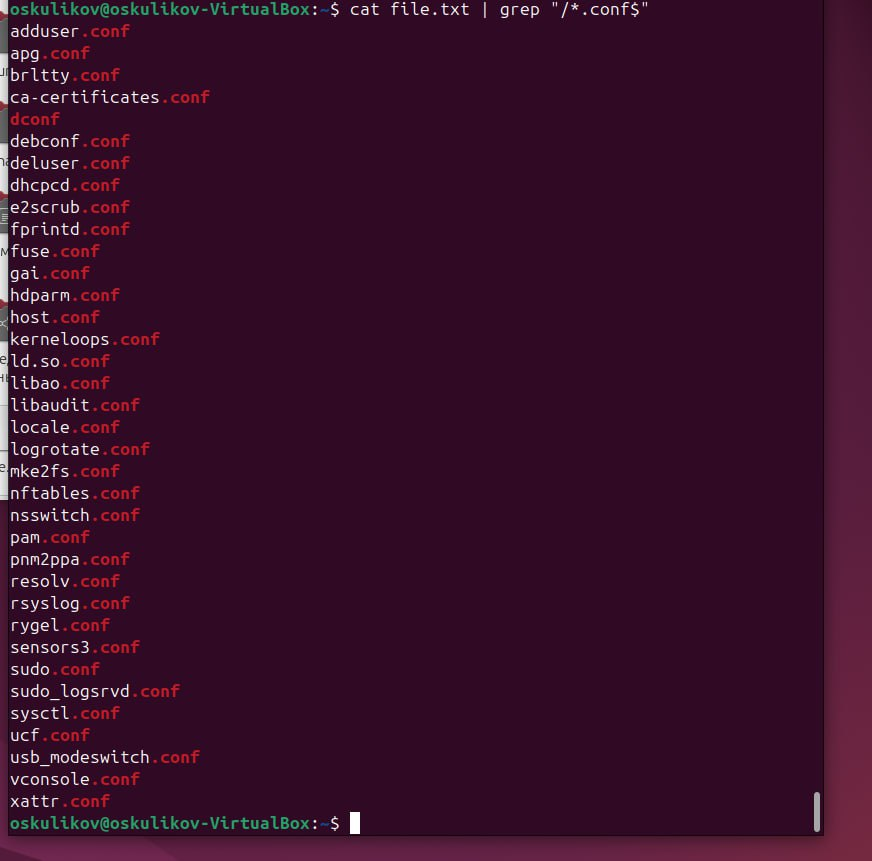 oskulikov@oskulikov-VirtualBox:~$ cat file.txt | grep "/*.conf$"
adduser.conf
apg.conf
brltty.conf
ca-certificates.conf
dconf
debconf.conf
deluser.conf
dhcpcd.conf
e2scrub.conf
fprintd.conf
fuse.conf
gai.conf
hdparm.conf
host.conf
kerneloops.conf
ld.so.conf
libao.conf
libaudit.conf
locale.conf
logrotate.conf
mke2fs.conf
nftables.conf
nsswitch.conf
pam.conf
pnm2ppa.conf
resolv.conf
rsyslog.conf
rygel.conf
sensors3.conf
sudo.conf
sudo_logsrvd.conf
sysctl.conf
ucf.conf
usb_modeswitch.conf
vconsole.conf
xattr.conf
oskulikov@oskulikov-VirtualBox:~$